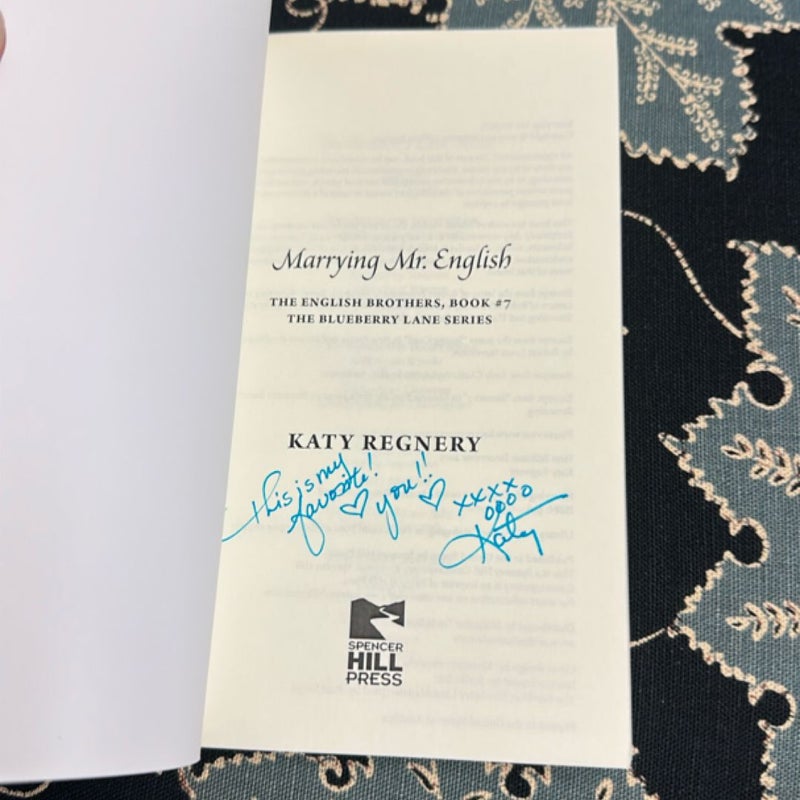 Marrying Mr. English
THE ENGLISH BROTHERS, BOOK #7
THE BLUEBERRY LANE SERIES
KATY REGNERY
This is my
favorite! ♡ you!! ♡ xxxx
oooo
Katy
SPENCER
HILL
PRESS